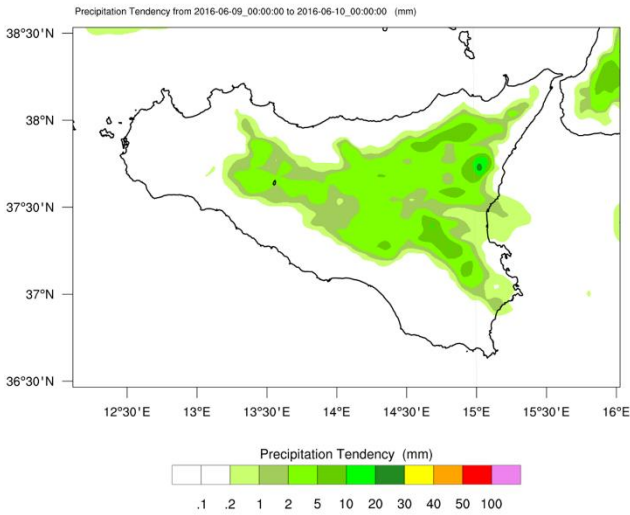 Precipitation Tendency from 2016-06-09_00:00:00 to 2016-06-10_00:00:00 (mm)
38°30'N
38°N
37°30'N
37°N
36°30'N
12°30'E 13°E 13°30'E 14°E 14°30'E 15°E 15°30'E 16°E
Precipitation Tendency (mm)
.1 .2 1 2 5 10 20 30 40 50 100